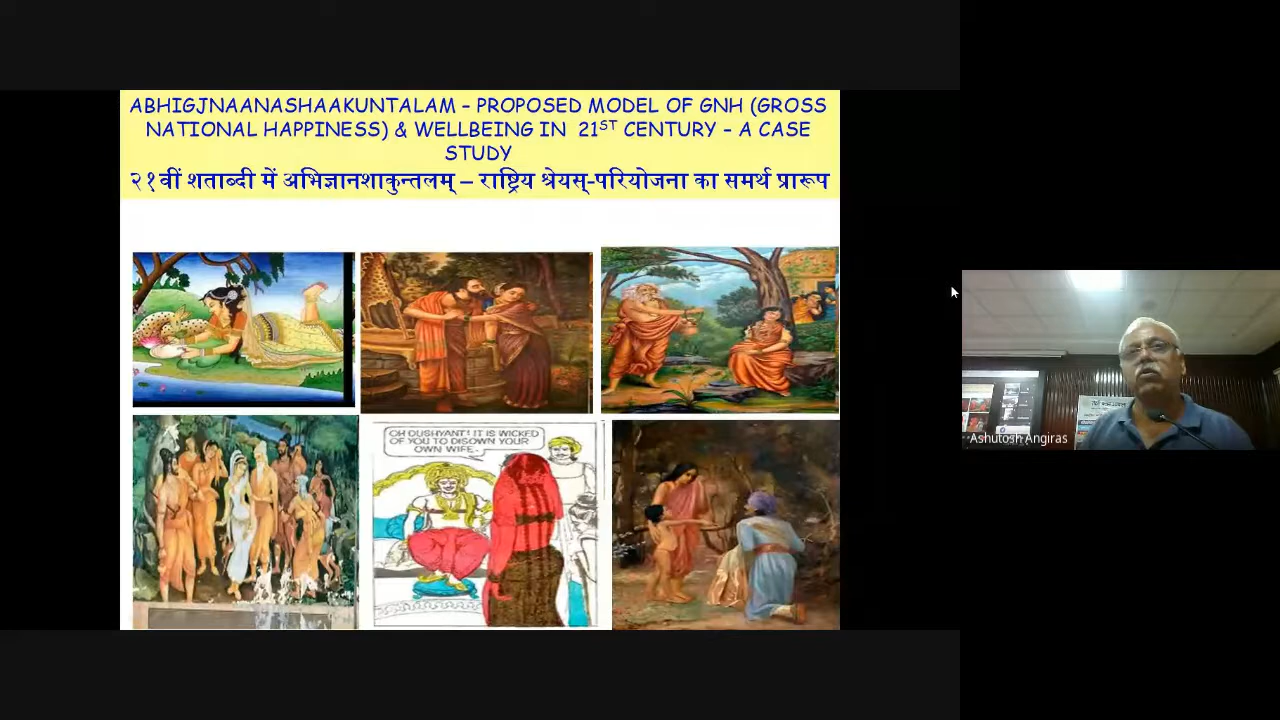 ABHIGJNAANASHAAKUNTALAM – PROPOSED MODEL OF GNH (GROSS
NATIONAL HAPPINESS) & WELLBEING IN 21ST CENTURY – A CASE
STUDY
२१वीं शताब्दी में अभिज्ञानशाकुन्तलम् – राष्ट्रिय श्रेयस्-परियोजना का समर्थ प्रारूप
OH DUSHYANT! IT IS WICKED
OF YOU TO DISOWN YOUR
OWN WIFE.
Ashutosh Angiras